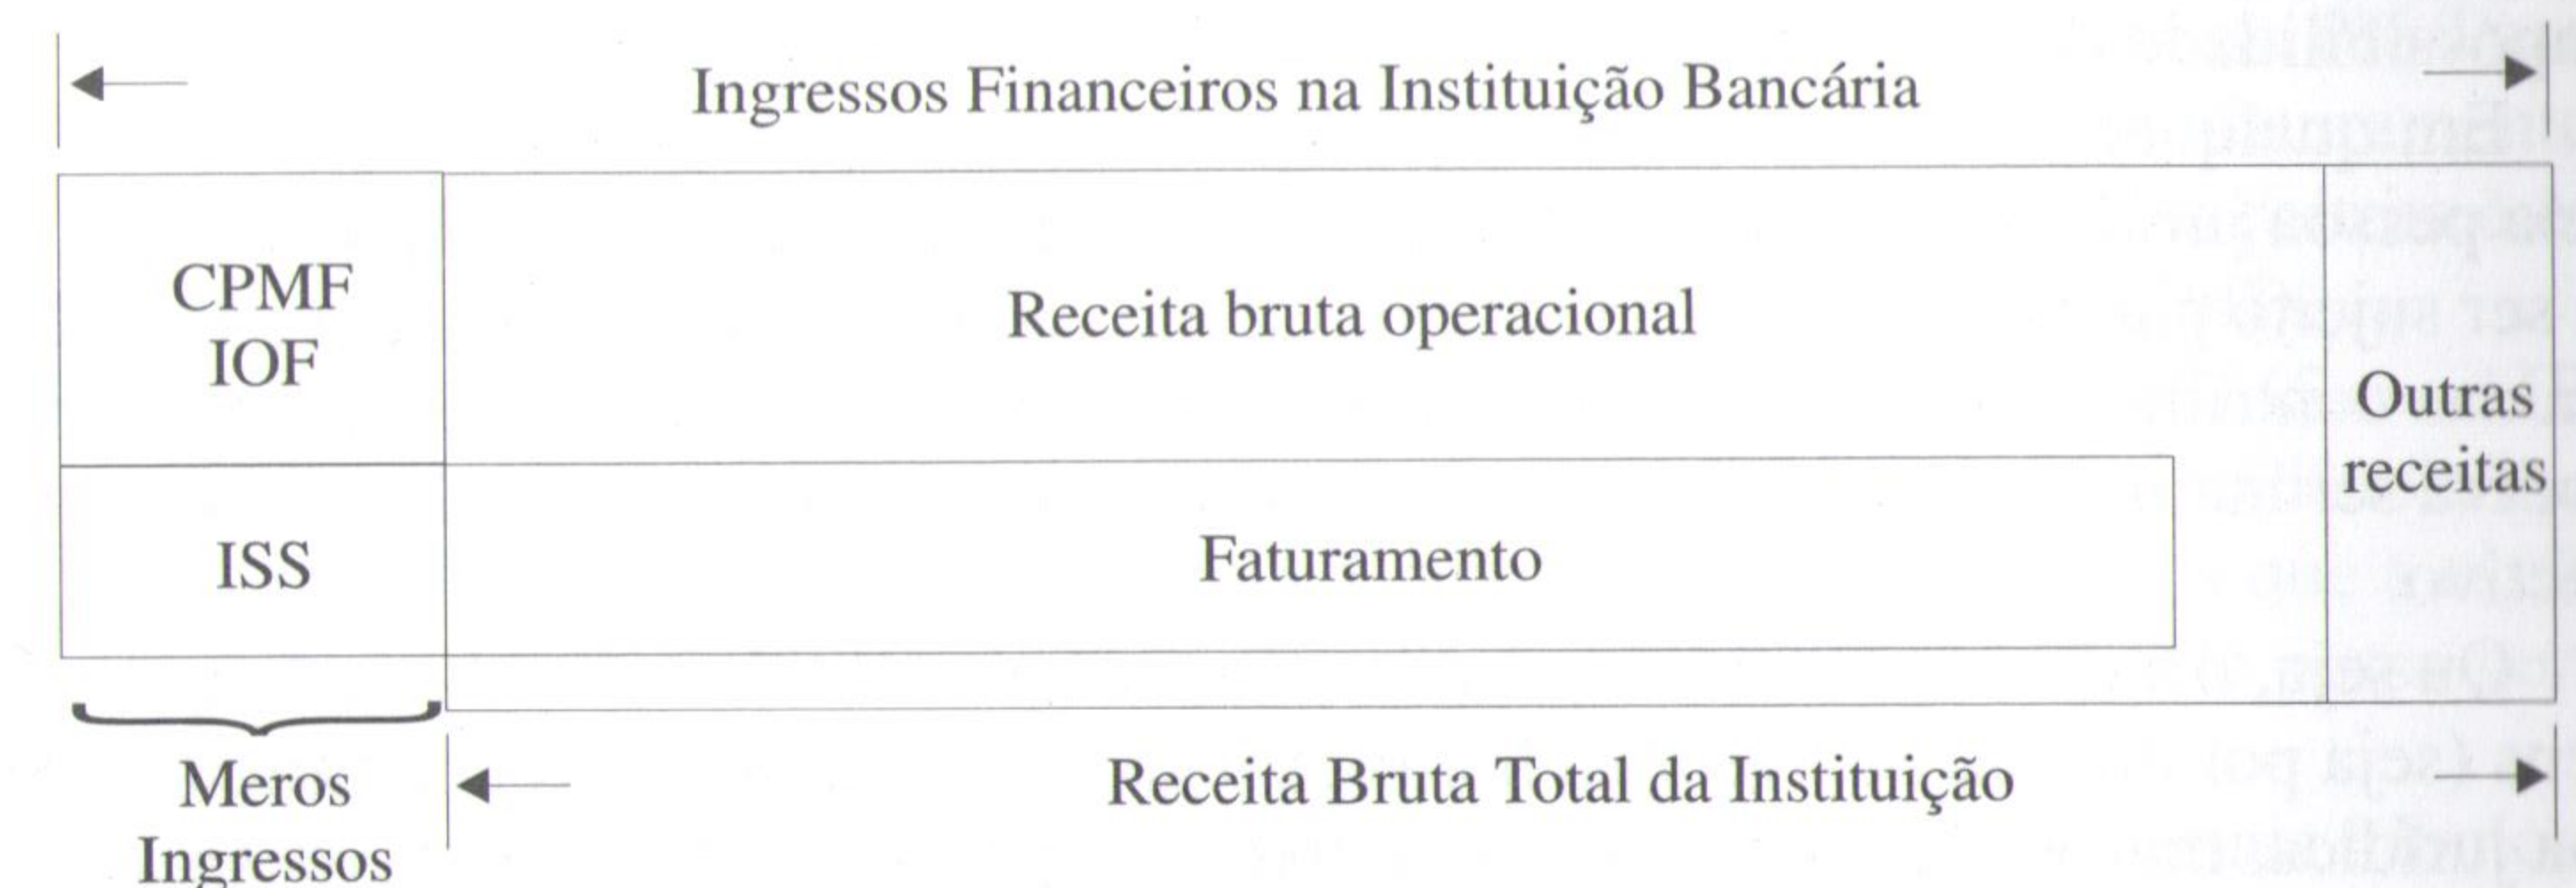 Ingressos Financeiros na Instituição Bancária
CPMF
IOF
Receita bruta operacional
Outras
receitas
ISS
Faturamento
Meros
Ingressos
Receita Bruta Total da Instituição